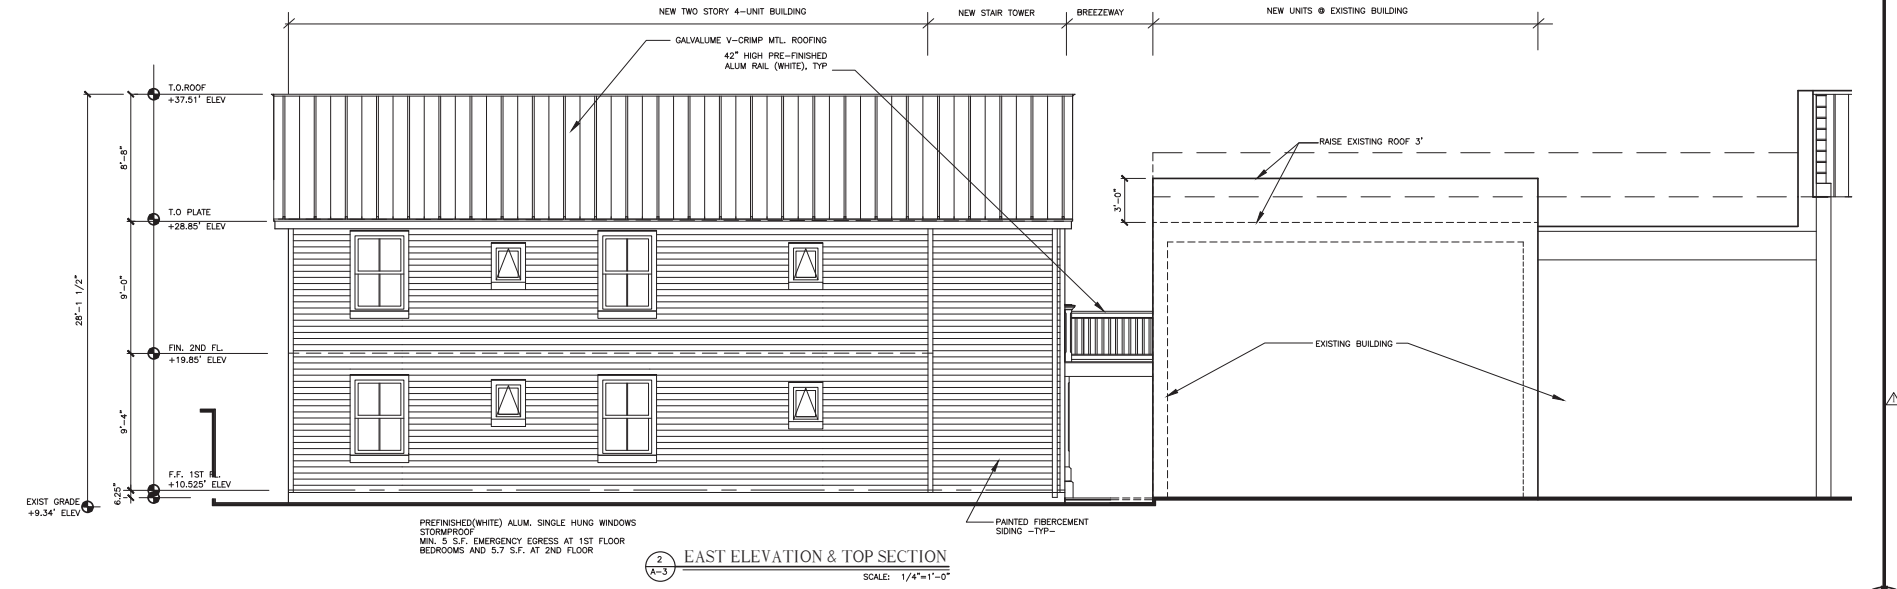 NEW TWO STORY 4-UNIT BUILDING
NEW STAIR TOWER
BREEZEWAY
NEW UNITS @ EXISTING BUILDING
GALVALUME V-CRIMP MTL. ROOFING
42" HIGH PRE-FINISHED
ALUM RAIL (WHITE), TYP
T.O.ROOF
+37.51' ELEV
8'-8"
RAISE EXISTING ROOF 3'
3'-0"
T.O PLATE
+28.85' ELEV
28'-1 1/2"
9'-0"
FIN. 2ND FL.
+19.85' ELEV
EXISTING BUILDING
9'-4"
F.F. 1ST FL.
+10.525' ELEV
6.25"
EXIST GRADE
+9.34' ELEV
PREFINISHED(WHITE) ALUM. SINGLE HUNG WINDOWS
STORMPROOF
MIN. 5 S.F. EMERGENCY EGRESS AT 1ST FLOOR
BEDROOMS AND 5.7 S.F. AT 2ND FLOOR
PAINTED FIBERCEMENT
SIDING -TYP-
2
A-3
EAST ELEVATION & TOP SECTION
SCALE: 1/4"=1'-0"